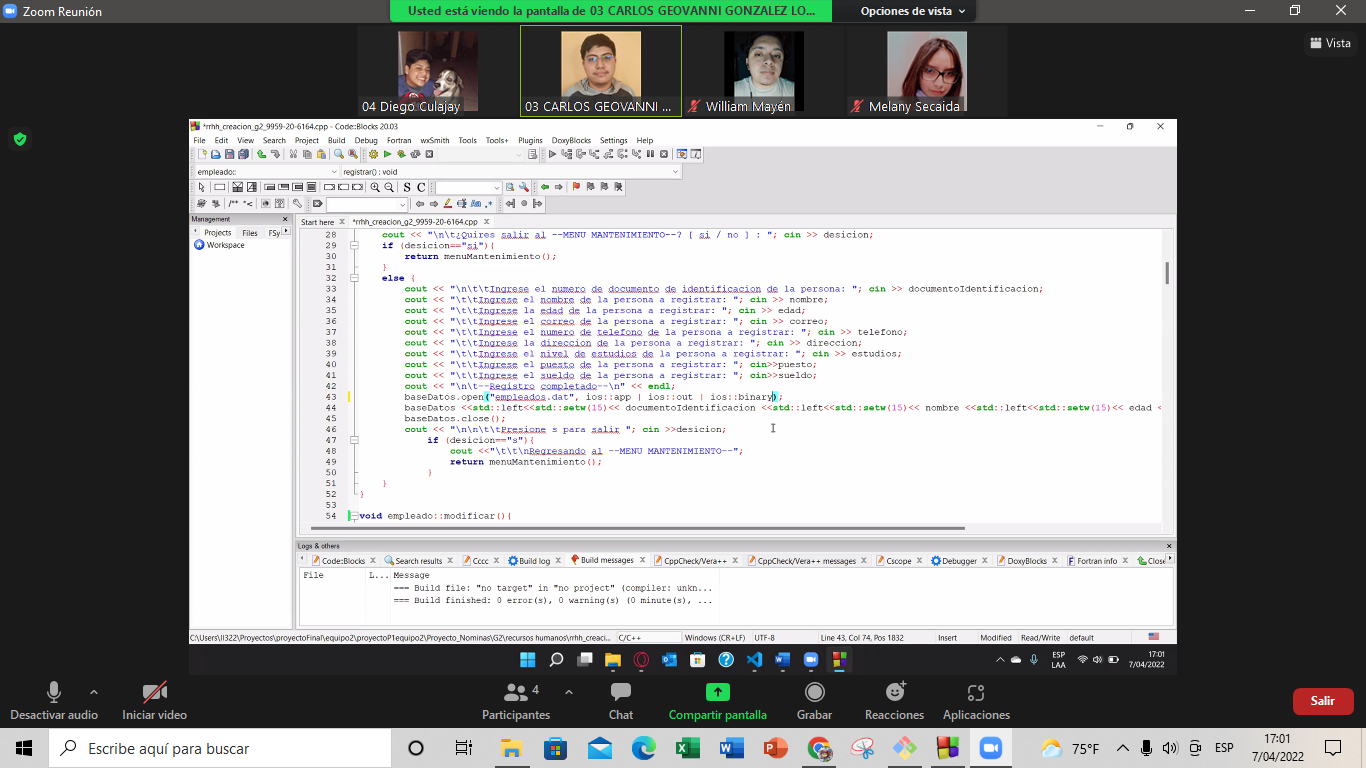 Zoom Reunión
Usted está viendo la pantalla de 03 CARLOS GEOVANNI GONZALEZ LO...
Opciones de vista
Vista
04 Diego Culajay
03 CARLOS GEOVANNI ...
William Mayén
Melany Secaida
*rrhh_creacion_g2_9959-20-6164.cpp - Code::Blocks 20.03
File Edit View Search Project Build Debug Fortran wxSmith Tools Tools+ Plugins DoxyBlocks Settings Help
empleado:: registrar() : void
S C
Management
Projects Files FSy
Workspace
Start here *rrhh_creacion_g2_9959-20-6164.cpp
28 cout << "\n\t¿Quires salir al --MENU MANTENIMIENTO--? [ si / no ] : "; cin >> desicion;
29 if (desicion=="si"){
30 return menuMantenimiento();
31 }
32 else {
33 cout << "\n\t\tIngrese el numero de documento de identificacion de la persona: "; cin >> documentoIdentificacion;
34 cout << "\t\tIngrese el nombre de la persona a registrar: "; cin >> nombre;
35 cout << "\t\tIngrese la edad de la persona a registrar: "; cin >> edad;
36 cout << "\t\tIngrese el correo de la persona a registrar: "; cin >> correo;
37 cout << "\t\tIngrese el numero de telefono de la persona a registrar: "; cin >> telefono;
38 cout << "\t\tIngrese la direccion de la persona a registrar: "; cin >> direccion;
39 cout << "\t\tIngrese el nivel de estudios de la persona a registrar: "; cin >> estudios;
40 cout << "\t\tIngrese el puesto de la persona a registrar: "; cin>>puesto;
41 cout << "\t\tIngrese el sueldo de la persona a registrar: "; cin>>sueldo;
42 cout << "\n\t--Registro completado--\n" << endl;
43 baseDatos.open("empleados.dat", ios::app | ios::out | ios::binary);
44 baseDatos <<std::left<<std::setw(15)<< documentoIdentificacion <<std::left<<std::setw(15)<< nombre <<std::left<<std::setw(15)<< edad <
45 baseDatos.close();
46 cout << "\n\n\t\tPresione s para salir "; cin >>desicion;
47 if (desicion=="s"){
48 cout <<"\t\t\nRegresando al --MENU MANTENIMIENTO--";
49 return menuMantenimiento();
50 }
51 }
52 }
53
54 void empleado::modificar(){
Logs & others
Code::Blocks Search results Cccc Build log Build messages CppCheck/Vera++ CppCheck/Vera++ messages Cscope Debugger DoxyBlocks Fortran info Close
File L... Message
=== Build file: "no target" in "no project" (compiler: unkn...
=== Build finished: 0 error(s), 0 warning(s) (0 minute(s), ...
C:\Users\ll322\Proyectos\proyectoFinal\equipo2\proyectoP1equipo2\Proyecto_Nominas\G2\recursos humanos\rrhh_creaci... C/C++ Windows (CR+LF) UTF-8 Line 43, Col 74, Pos 1832 Insert Modified Read/Write default
ESP
LAA
17:01
7/04/2022
4
Desactivar audio Iniciar video Participantes Chat Compartir pantalla Grabar Reacciones Aplicaciones
Salir
Escribe aquí para buscar
75°F
ESP
17:01
7/04/2022